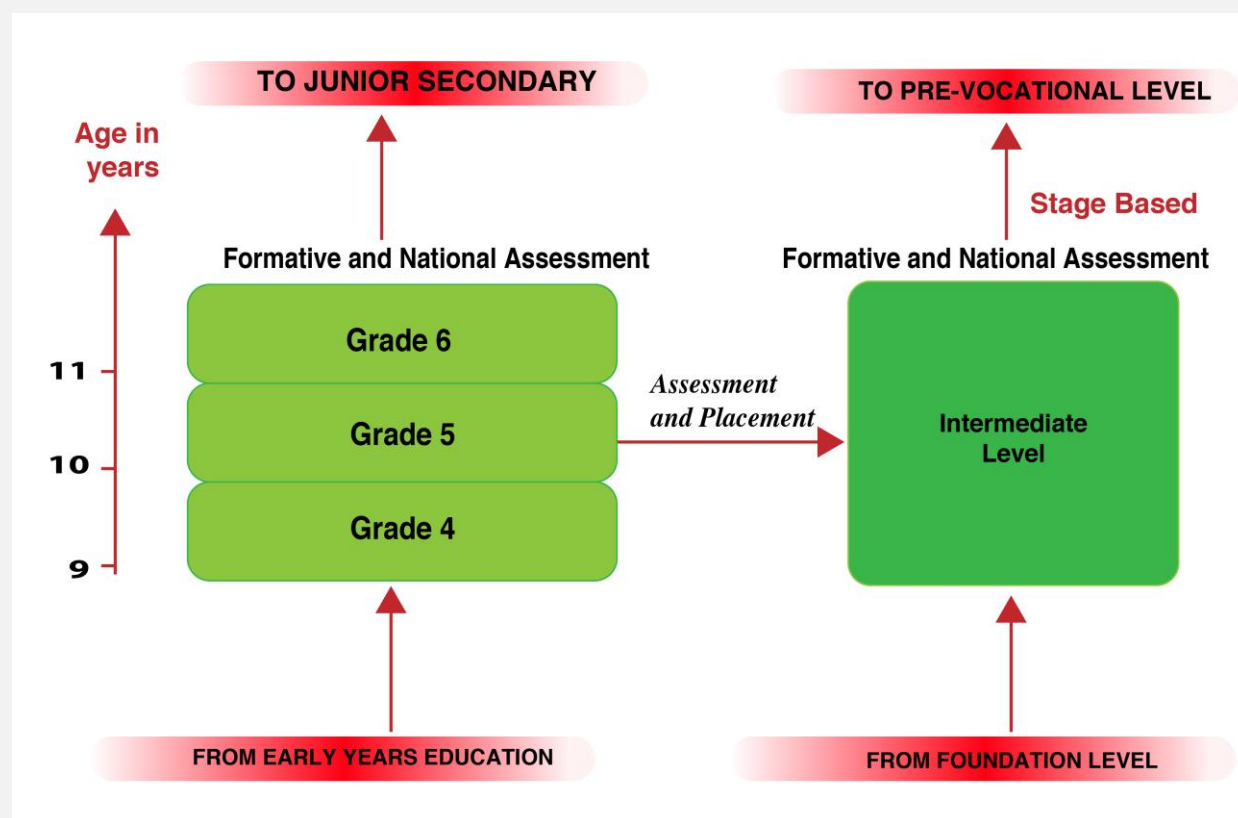 TO JUNIOR SECONDARY
TO PRE-VOCATIONAL LEVEL
Age in
years
Stage Based
Formative and National Assessment
Formative and National Assessment
Grade 6
11
Assessment
and Placement
Grade 5
Intermediate
Level
10
Grade 4
9
FROM EARLY YEARS EDUCATION
FROM FOUNDATION LEVEL